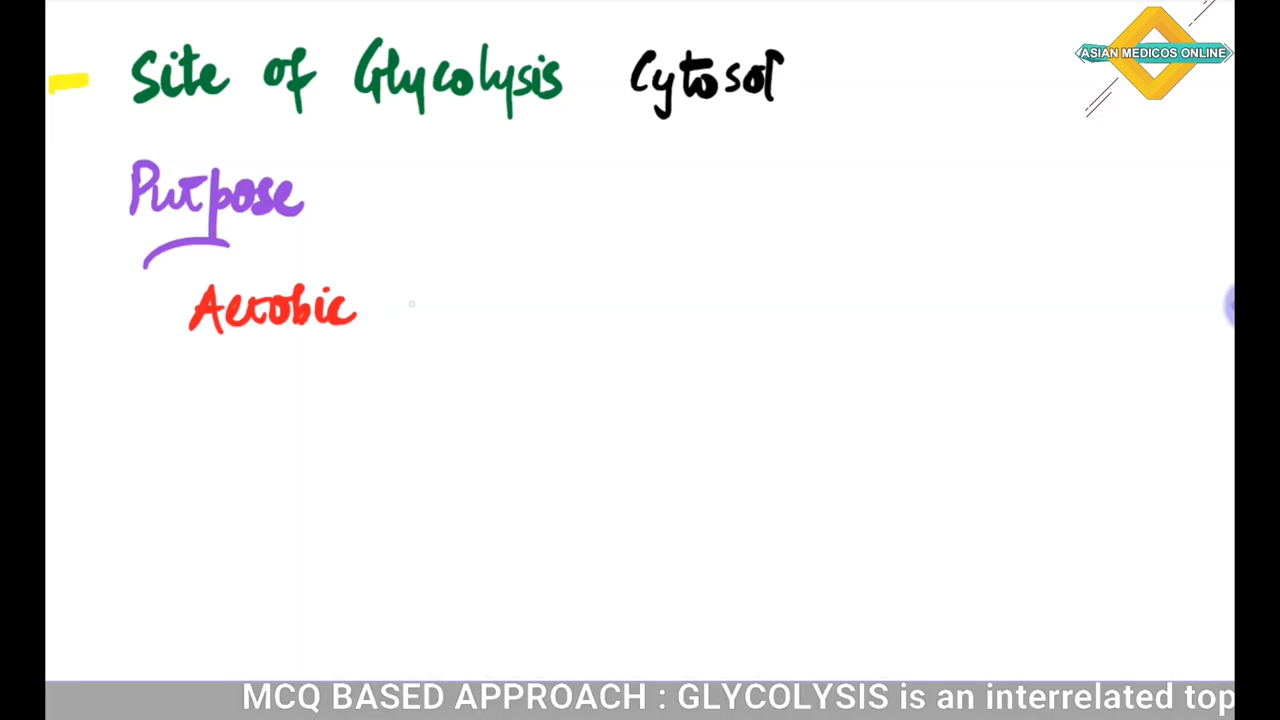 Site of Glycolysis Cytosol
ASIAN MEDICOS ONLINE
Purpose
Aerobic
MCQ BASED APPROACH : GLYCOLYSIS is an interrelated top